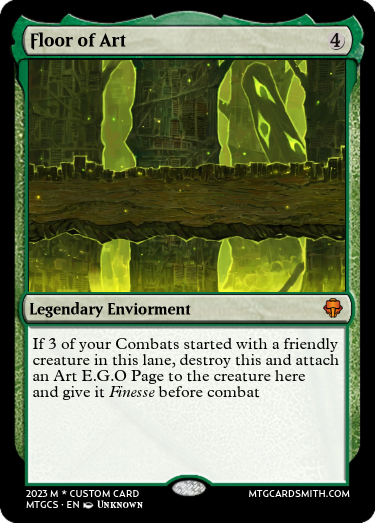 Floor of Art 4
Legendary Enviorment
If 3 of your Combats started with a friendly
creature in this lane, destroy this and attach
an Art E.G.O Page to the creature here
and give it Finesse before combat
2023 M * CUSTOM CARD
MTGCS · EN Unknown
MTGCARDSMITH.COM